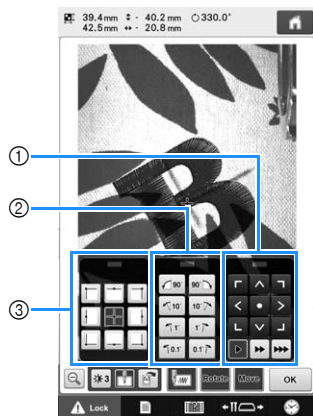 39.4mm ↕ - 40.2 mm 330.0°
42.5mm ↔ - 20.8 mm
①
②
③
90° 90°
10° 10°
1° 1°
0.1° 0.1°
3 Rotate Move OK
Lock